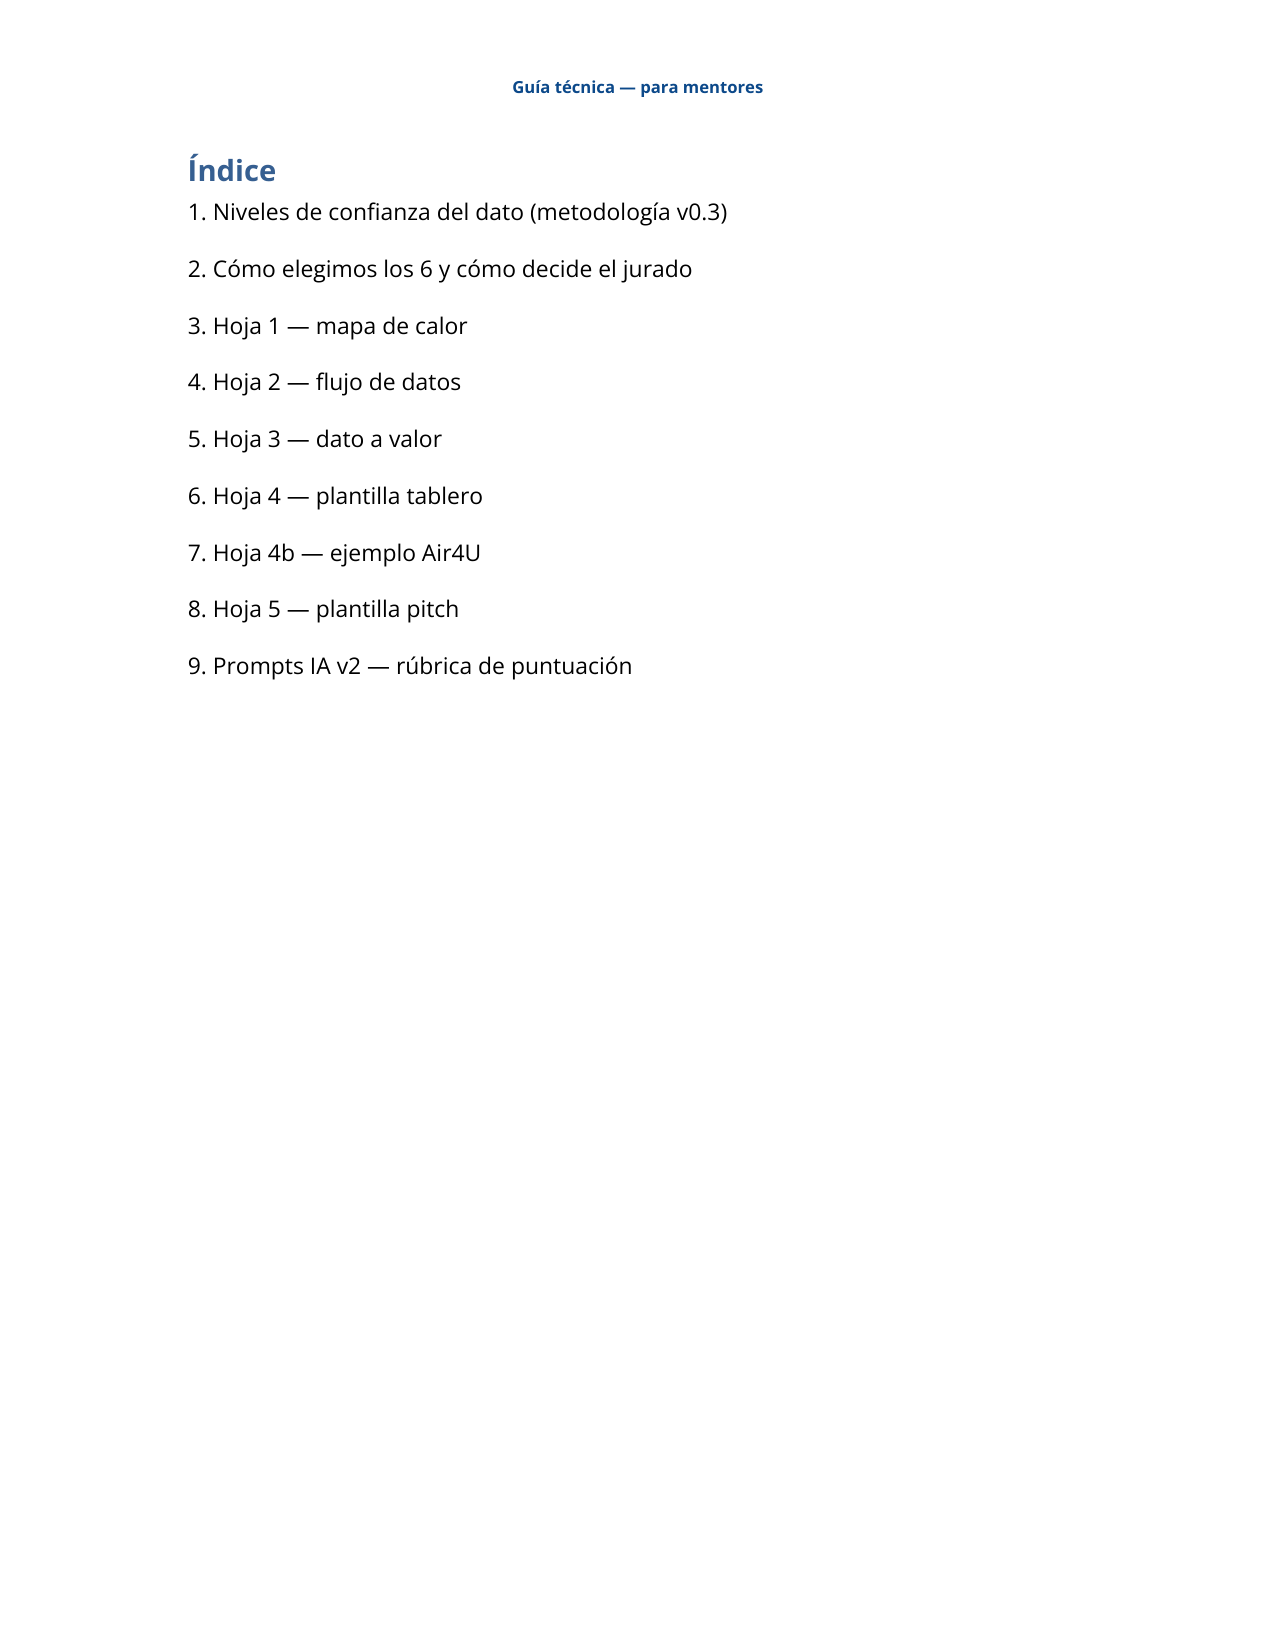 Guía técnica — para mentores
Índice
1. Niveles de confianza del dato (metodología v0.3)
2. Cómo elegimos los 6 y cómo decide el jurado
3. Hoja 1 — mapa de calor
4. Hoja 2 — flujo de datos
5. Hoja 3 — dato a valor
6. Hoja 4 — plantilla tablero
7. Hoja 4b — ejemplo Air4U
8. Hoja 5 — plantilla pitch
9. Prompts IA v2 — rúbrica de puntuación